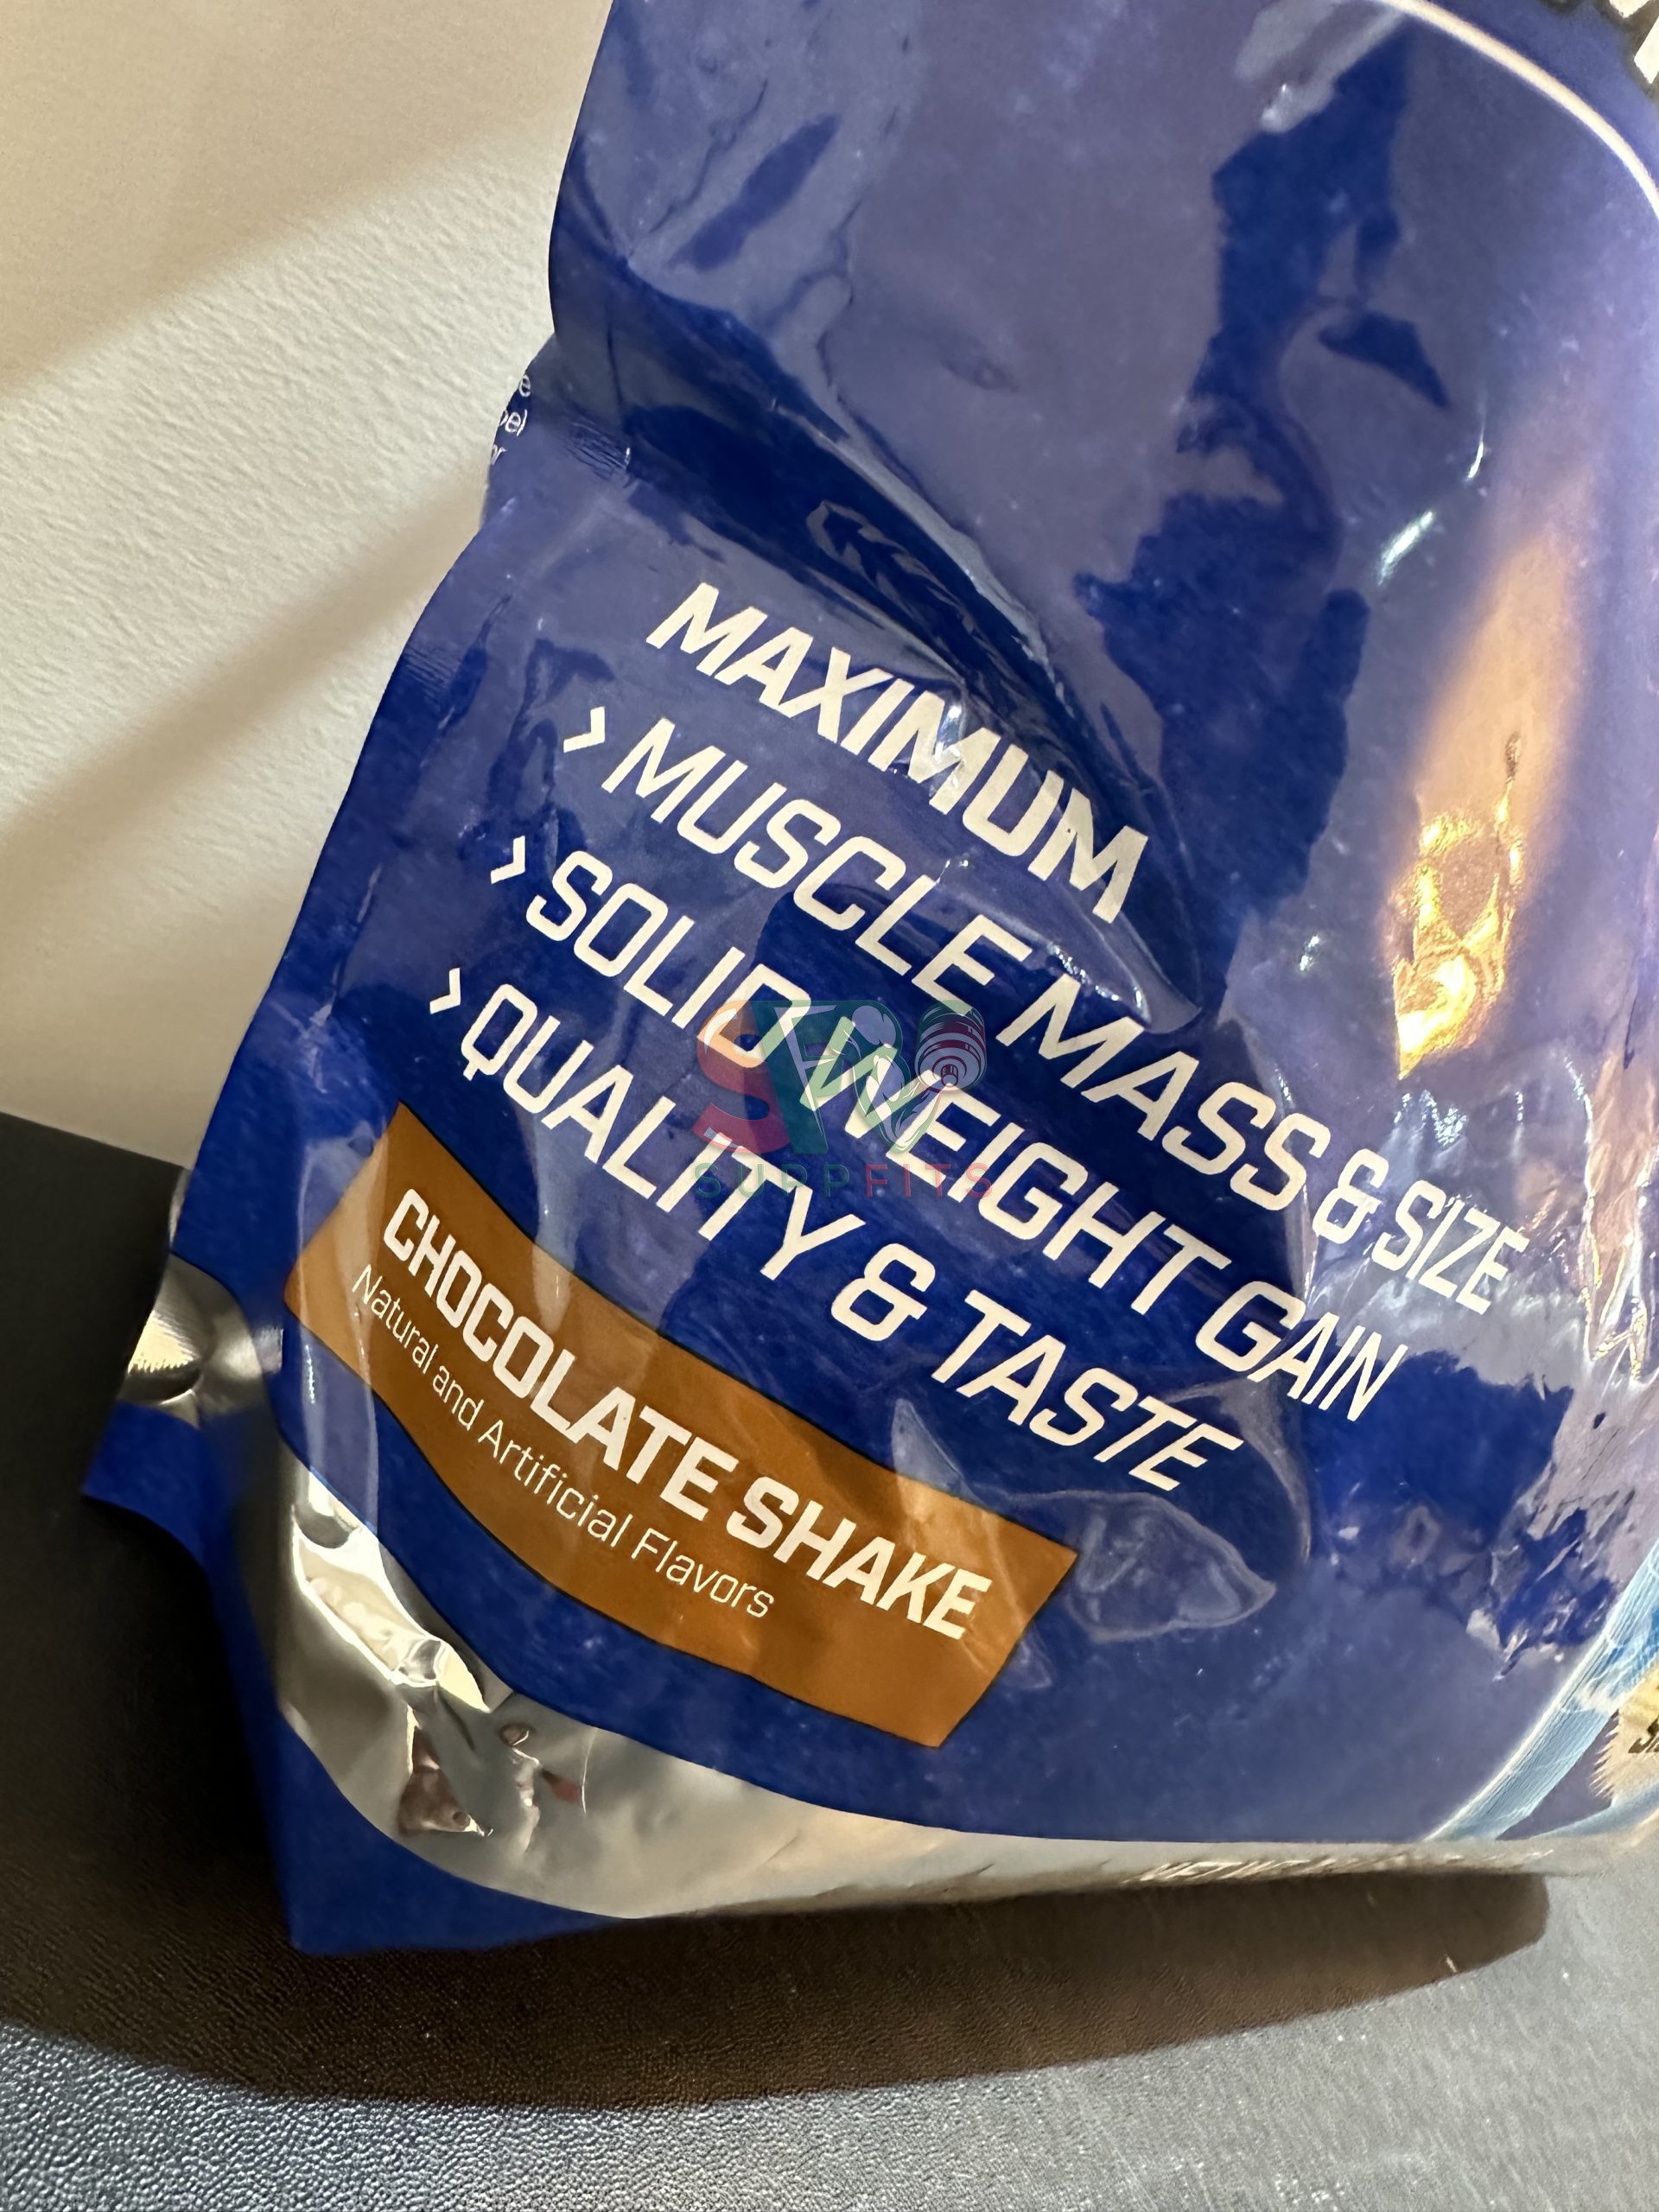 MAXIMUM
› MUSCLE MASS & SIZE
› SOLID WEIGHT GAIN
› QUALITY & TASTE
SUPPFITS
CHOCOLATE SHAKE
Natural and Artificial Flavors